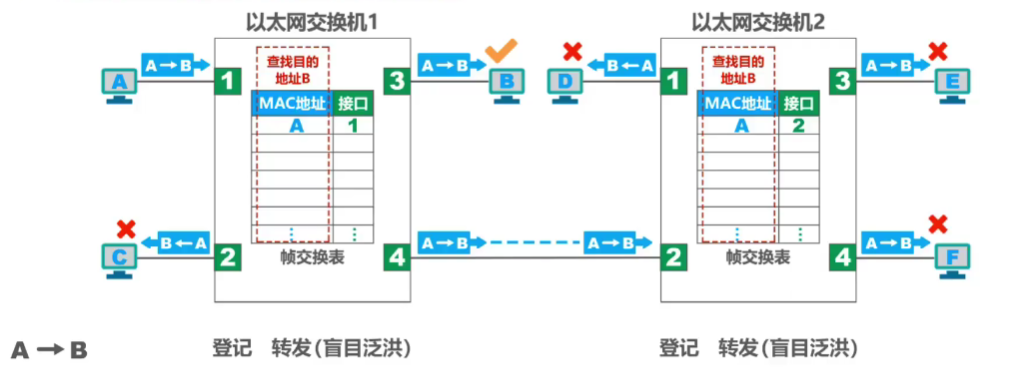 以太网交换机1
以太网交换机2
A→B
1
查找目的
地址B
3
A→B
B
D
B←A
1
查找目的
地址B
3
A→B
E
A
MAC地址 接口
A 1
MAC地址 接口
A 2
C
B←A
2
帧交换表
4
A→B
A→B
2
帧交换表
4
A→B
F
A→B
登记 转发(盲目泛洪)
登记 转发(盲目泛洪)